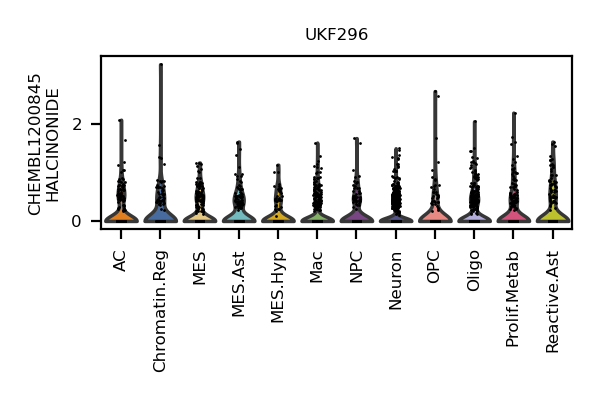 UKF296
CHEMBL1200845
HALCINONIDE
2
0
AC
Chromatin.Reg
MES
MES.Ast
MES.Hyp
Mac
NPC
Neuron
OPC
Oligo
Prolif.Metab
Reactive.Ast